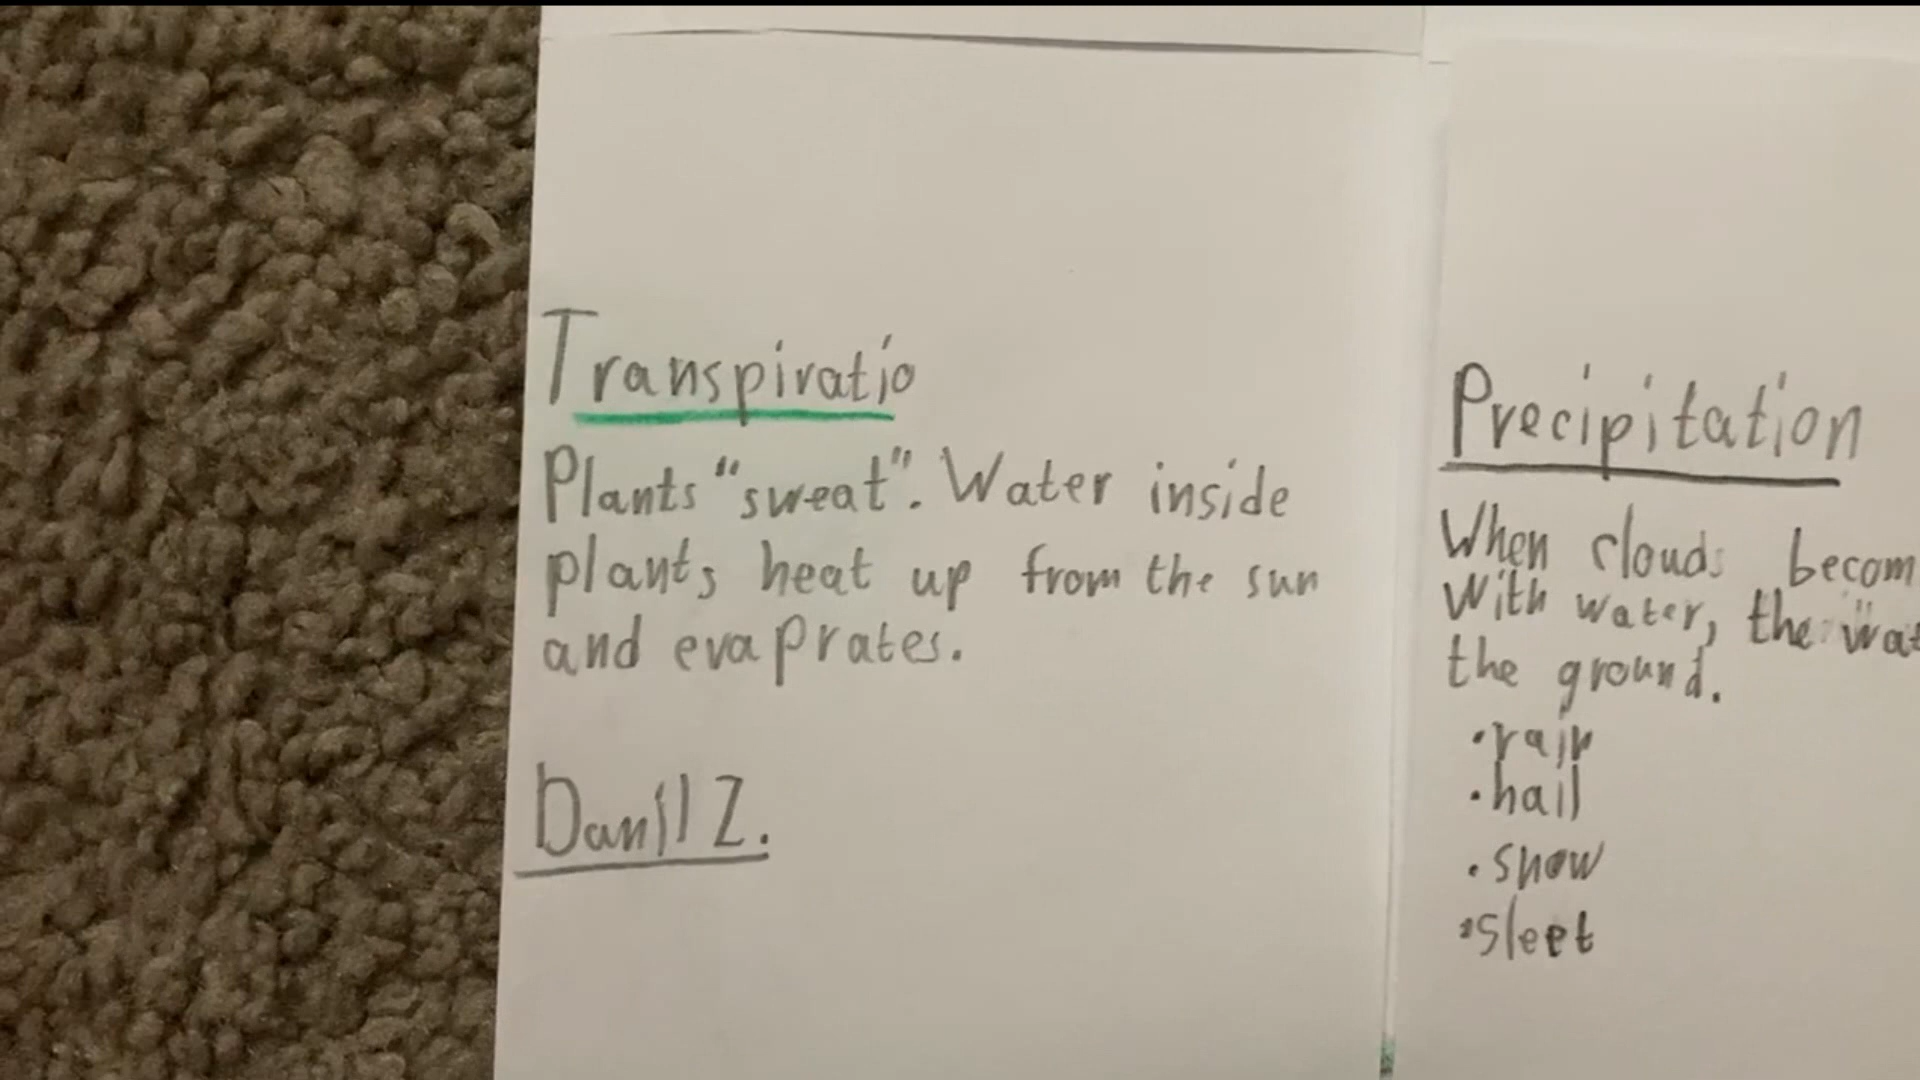 Transpiratio
Plants "sweat". Water inside
plants heat up from the sun
and evaprates.
Danil Z.
Precipitation
When clouds becom
With water, the wat
the ground.
• rain
• hail
• snow
• sleet